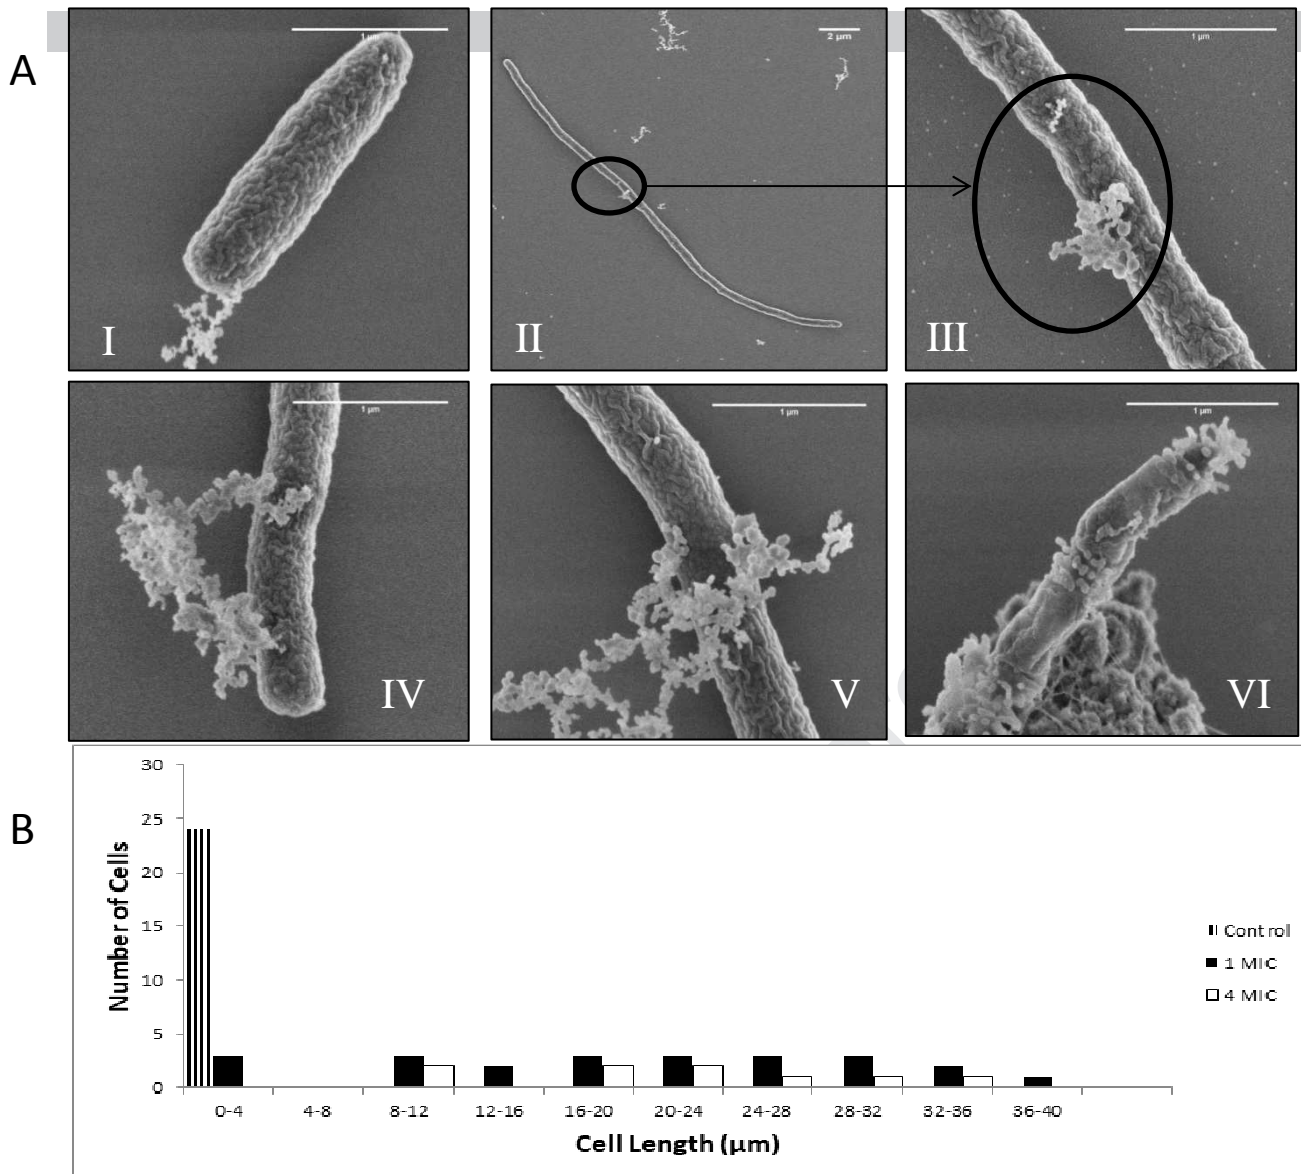 A
1 µm
I
2 µm
II
1 µm
III
1 µm
IV
1 µm
V
1 µm
VI
B
30
25
20
15
10
5
0
Number of Cells
0-4 4-8 8-12 12-16 16-20 20-24 24-28 28-32 32-36 36-40
Cell Length (µm)
Control
1 MIC
4 MIC